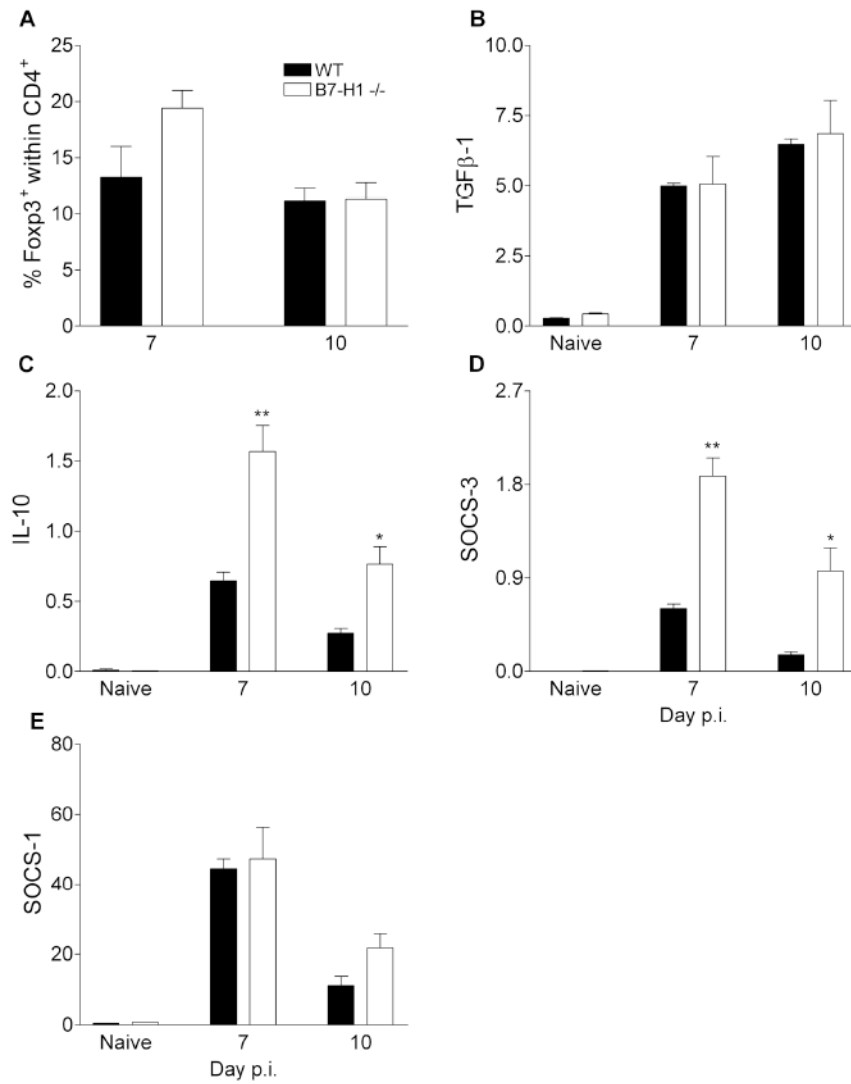 A
% Foxp3+ within CD4+
25
20
15
10
5
0
WT
B7-H1 -/-
7
10
B
TGFβ-1
10.0
7.5
5.0
2.5
0.0
Naive
7
10
C
IL-10
2.0
1.5
1.0
0.5
0.0
**
*
Naive
7
10
D
SOCS-3
2.7
1.8
0.9
0.0
**
*
Naive
7
10
Day p.i.
E
SOCS-1
80
60
40
20
0
Naive
7
10
Day p.i.